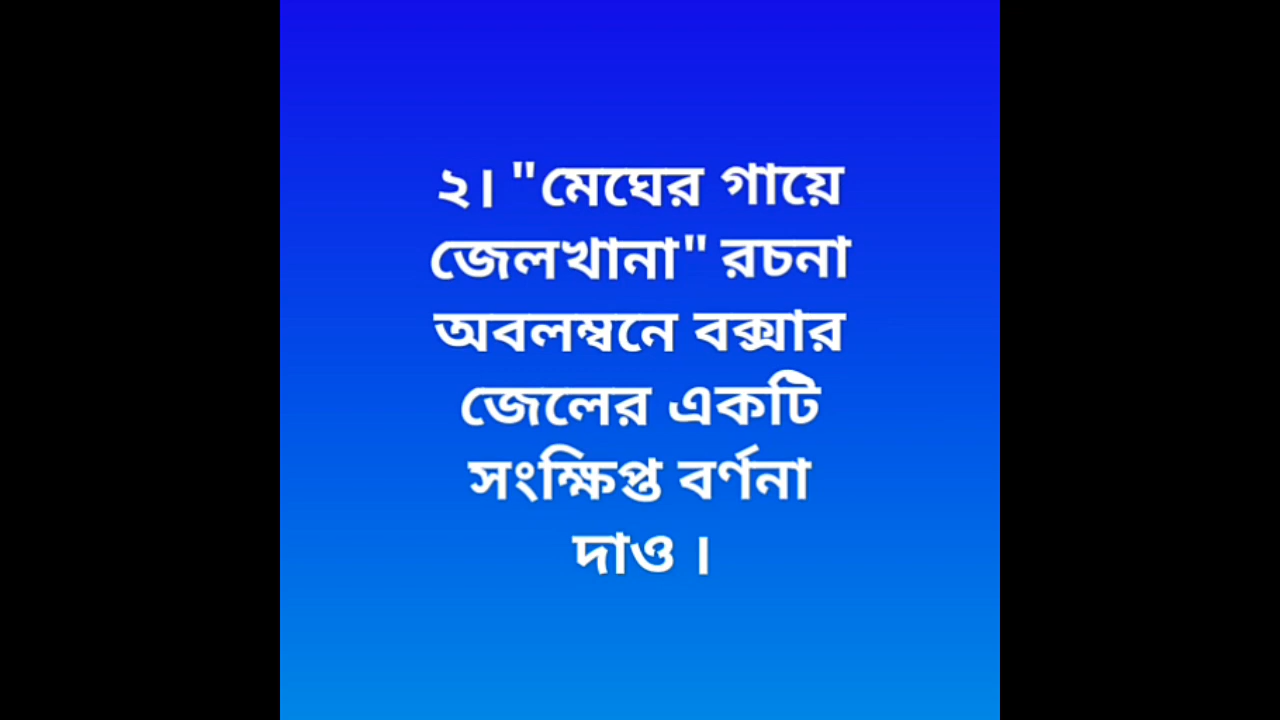 ২। "মেঘের গায়ে
জেলখানা" রচনা
অবলম্বনে বক্সার
জেলের একটি
সংক্ষিপ্ত বর্ণনা
দাও ।